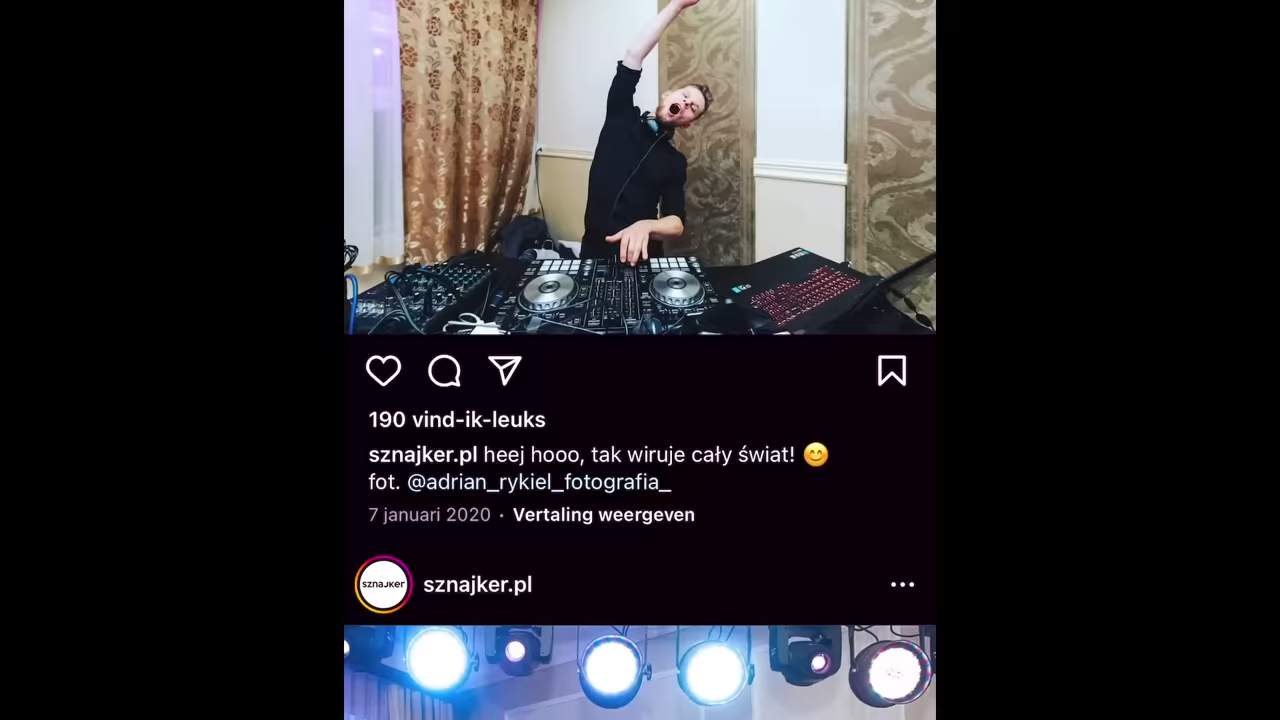 190 vind-ik-leuks
sznajker.pl heej hooo, tak wiruje cały świat! 😊
fot. @adrian_rykiel_fotografia_
7 januari 2020 · Vertaling weergeven
sznajker
sznajker.pl